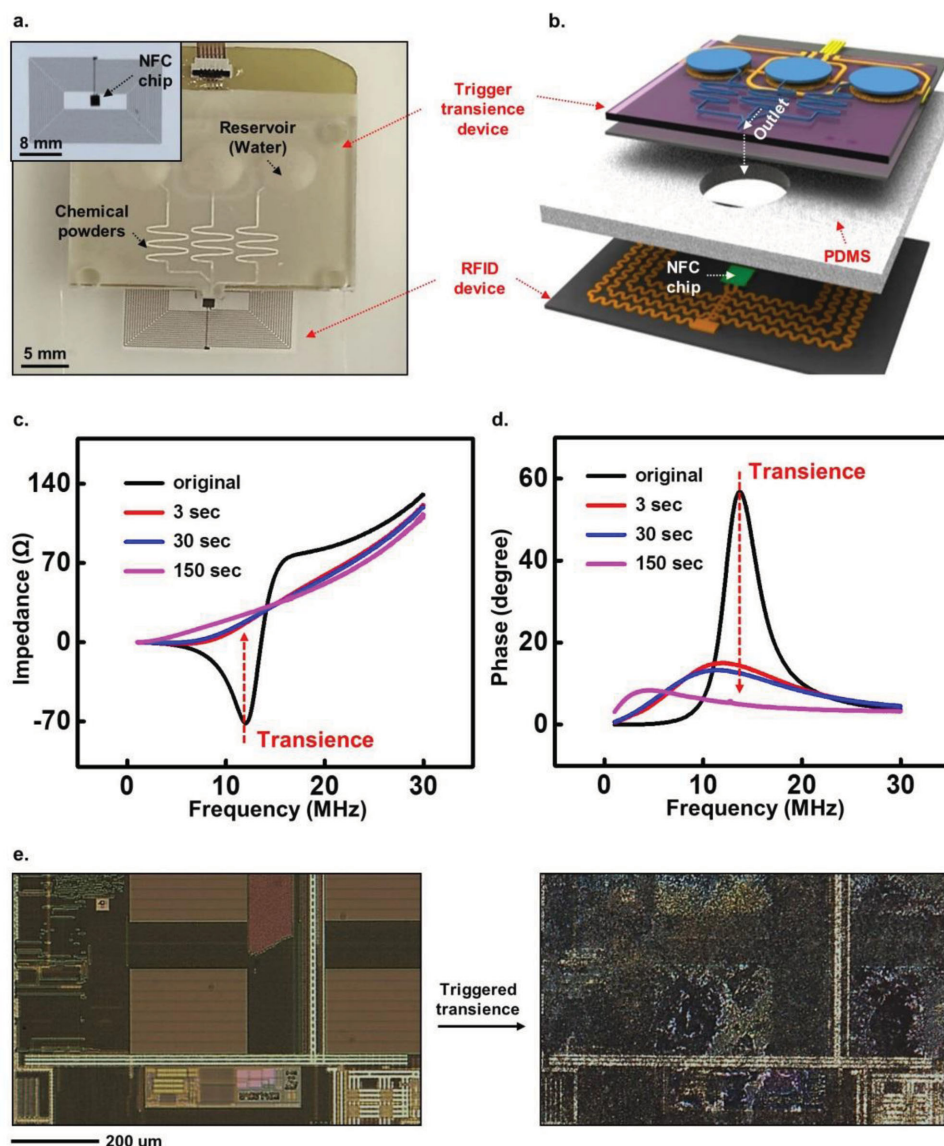 a.
NFC
chip
8 mm
Reservoir
(Water)
Chemical
powders
5 mm
Trigger
transience
device
RFID
device
b.
Outlet
PDMS
NFC
chip
c.
140
70
0
-70
Impedance (Ω)
original
3 sec
30 sec
150 sec
Transience
0
10
20
30
Frequency (MHz)
d.
60
40
20
0
Phase (degree)
original
3 sec
30 sec
150 sec
Transience
0
10
20
30
Frequency (MHz)
e.
Triggered
transience
200 um